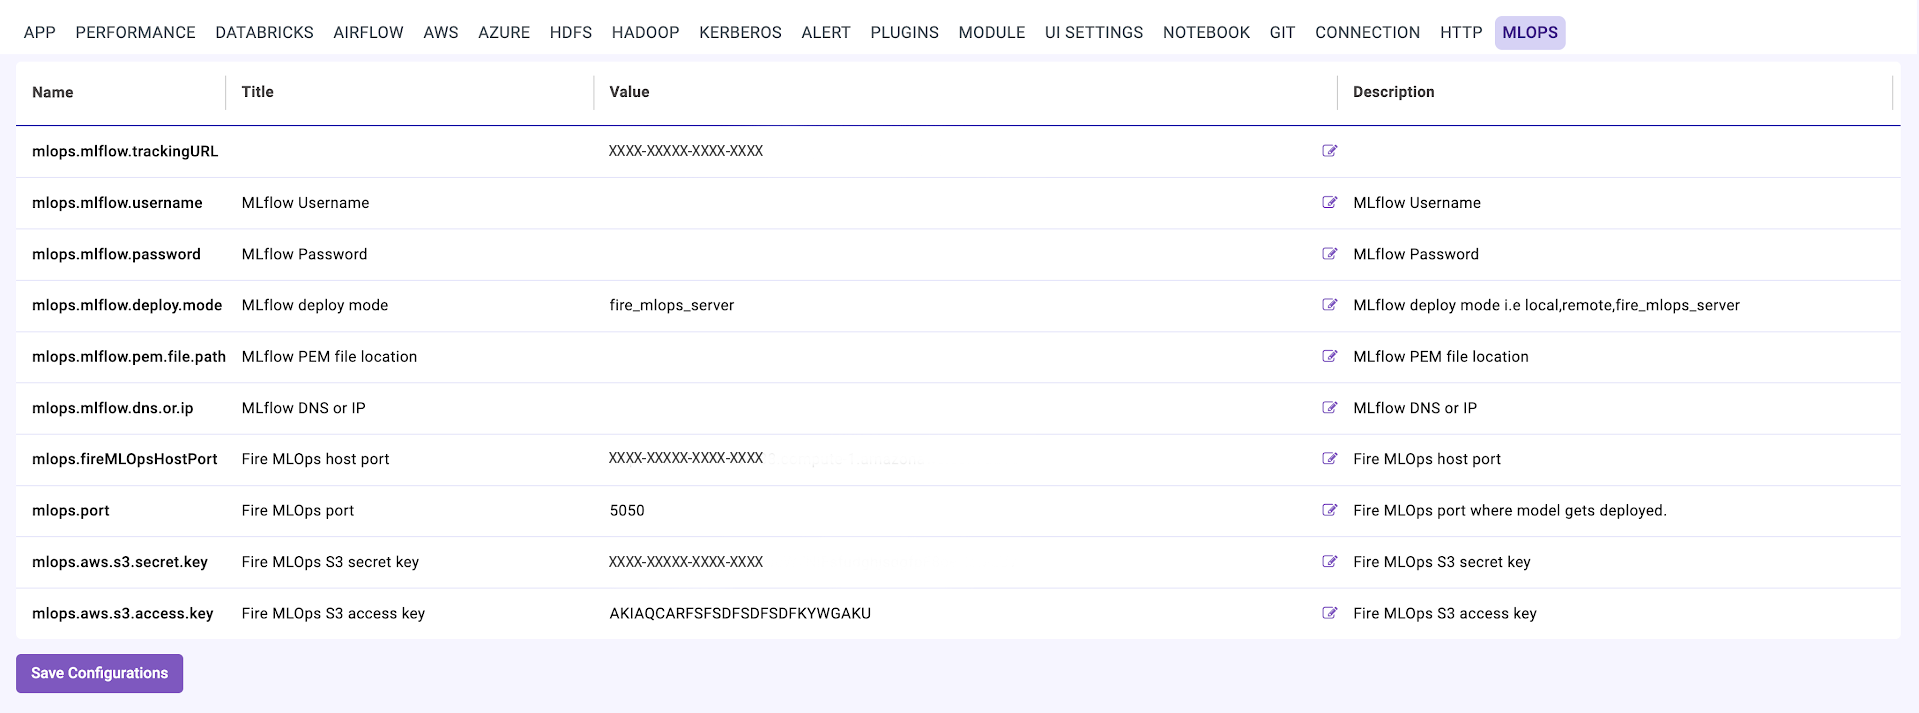 APP PERFORMANCE DATABRICKS AIRFLOW AWS AZURE HDFS HADOOP KERBEROS ALERT PLUGINS MODULE UI SETTINGS NOTEBOOK GIT CONNECTION HTTP MLOPS
Name Title Value Description
mlops.mlflow.trackingURL XXXX-XXXXX-XXXX-XXXX
mlops.mlflow.username MLflow Username MLflow Username
mlops.mlflow.password MLflow Password MLflow Password
mlops.mlflow.deploy.mode MLflow deploy mode fire_mlops_server MLflow deploy mode i.e local,remote,fire_mlops_server
mlops.mlflow.pem.file.path MLflow PEM file location MLflow PEM file location
mlops.mlflow.dns.or.ip MLflow DNS or IP MLflow DNS or IP
mlops.fireMLOpsHostPort Fire MLOps host port XXXX-XXXXX-XXXX-XXXX Fire MLOps host port
mlops.port Fire MLOps port 5050 Fire MLOps port where model gets deployed.
mlops.aws.s3.secret.key Fire MLOps S3 secret key XXXX-XXXXX-XXXX-XXXX Fire MLOps S3 secret key
mlops.aws.s3.access.key Fire MLOps S3 access key AKIAQCARFSFSDFSDFSDFKYWGAKU Fire MLOps S3 access key
Save Configurations